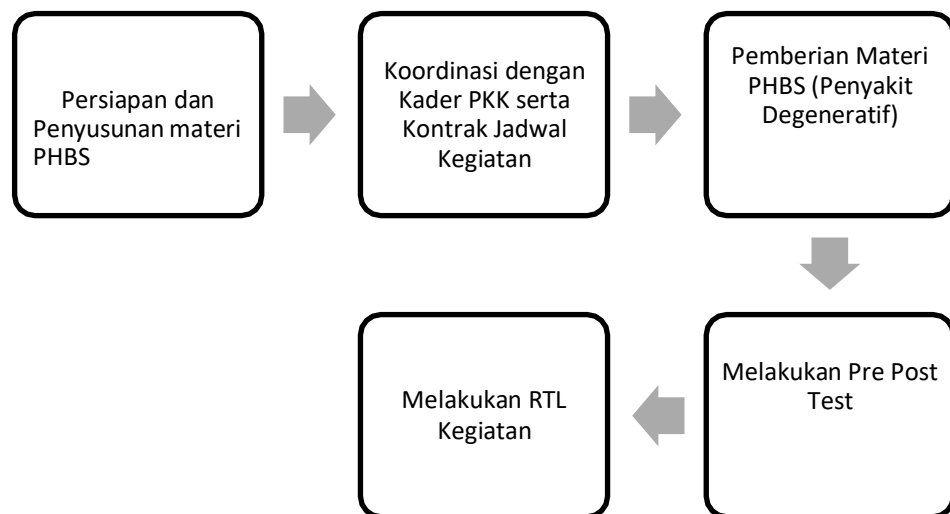 Persiapan dan
Penyusunan materi
PHBS
Koordinasi dengan
Kader PKK serta
Kontrak Jadwal
Kegiatan
Pemberian Materi
PHBS (Penyakit
Degeneratif)
Melakukan Pre Post
Test
Melakukan RTL
Kegiatan